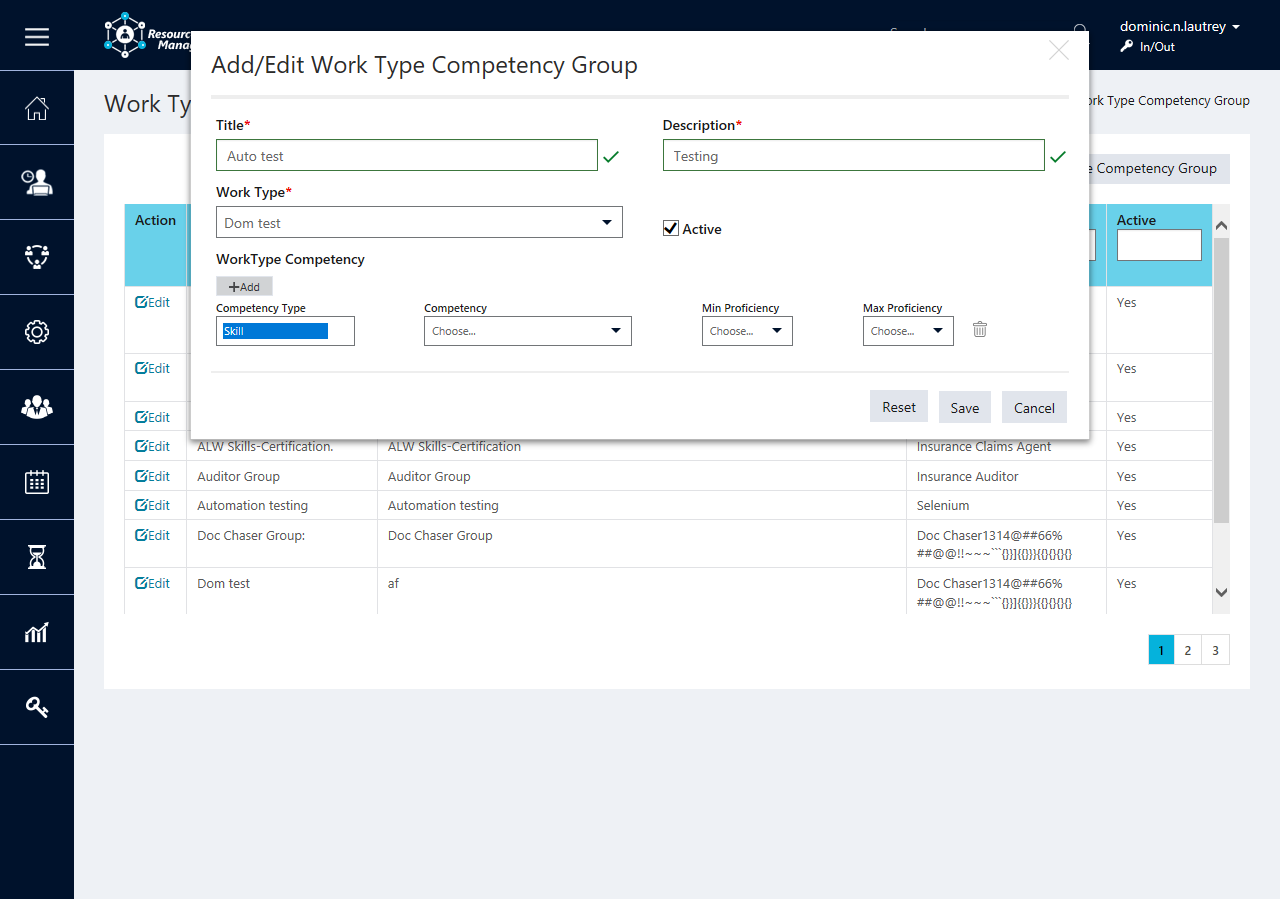 Resourc
Manag
dominic.n.lautrey
In/Out
Work Ty
ork Type Competency Group
Add/Edit Work Type Competency Group
Title*
Description*
Auto test
Testing
Work Type*
Dom test
Active
WorkType Competency
Add
Competency Type
Competency
Min Proficiency
Max Proficiency
Skill
Choose...
Choose...
Choose...
Reset
Save
Cancel
e Competency Group
Action
Active
Edit
Yes
Edit
Yes
Edit
Yes
Edit ALW Skills-Certification. ALW Skills-Certification Insurance Claims Agent Yes
Edit Auditor Group Auditor Group Insurance Auditor Yes
Edit Automation testing Automation testing Selenium Yes
Edit Doc Chaser Group: Doc Chaser Group Doc Chaser1314@##66% Yes
##@@!!~~~```{}}]{{}}}{{}{}{}{}
Edit Dom test af Doc Chaser1314@##66% Yes
##@@!!~~~```{}}]{{}}}{{}{}{}{}
1 2 3